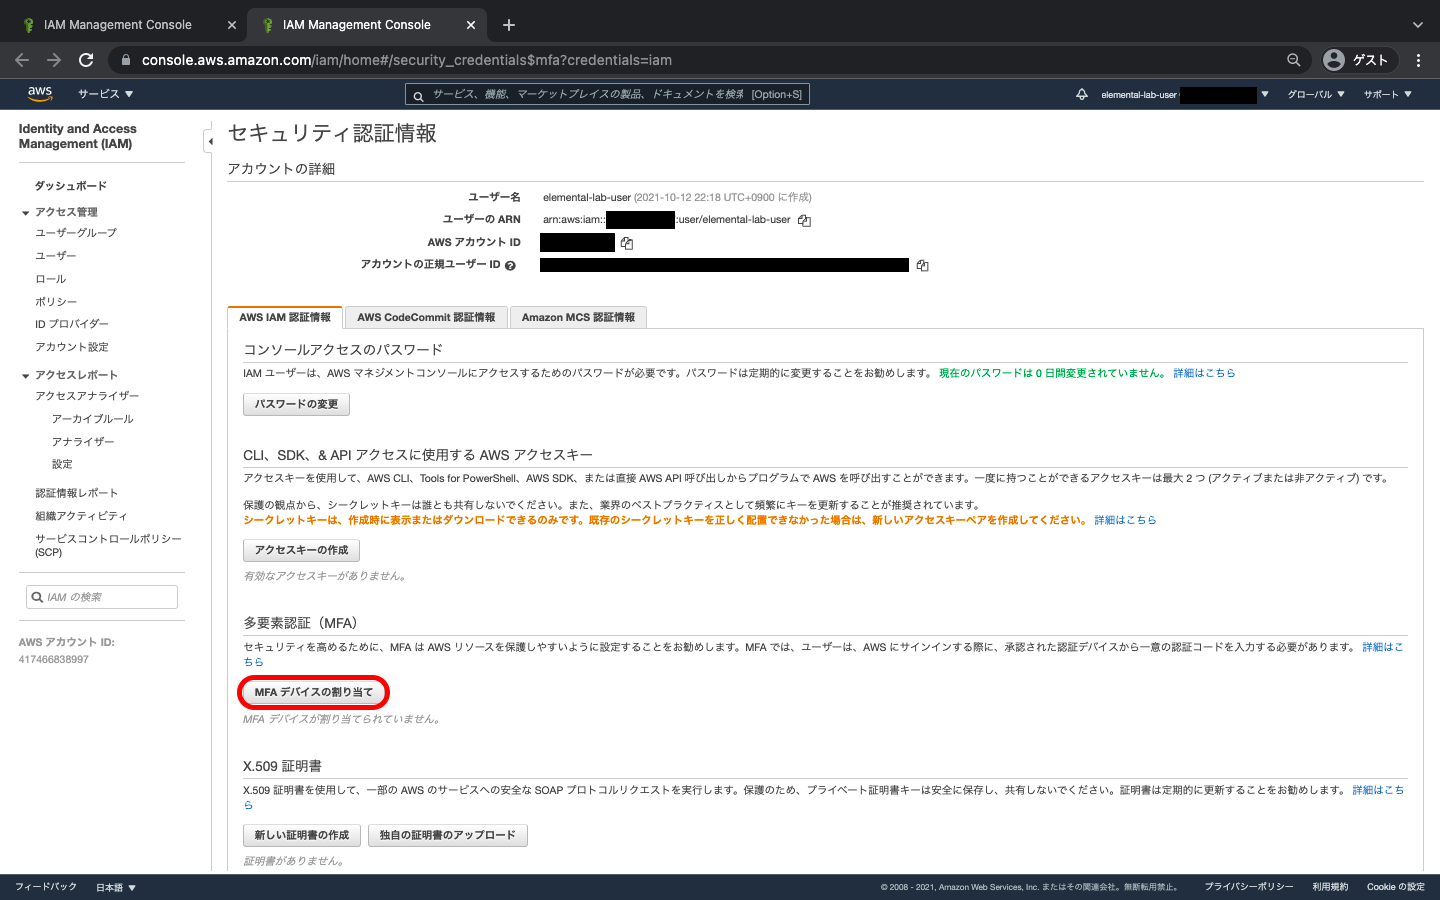 IAM Management Console
IAM Management Console
console.aws.amazon.com/iam/home#/security_credentials$mfa?credentials=iam
ゲスト
aws
サービス
サービス、機能、マーケットプレイスの製品、ドキュメントを検索 [Option+S]
elemental-lab-user
グローバル
サポート
Identity and Access
Management (IAM)
ダッシュボード
アクセス管理
ユーザーグループ
ユーザー
ロール
ポリシー
ID プロバイダー
アカウント設定
アクセスレポート
アクセスアナライザー
アーカイブルール
アナライザー
設定
認証情報レポート
組織アクティビティ
サービスコントロールポリシー
(SCP)
IAM の検索
AWS アカウント ID:
417466838997
セキュリティ認証情報
アカウントの詳細
ユーザー名 elemental-lab-user (2021-10-12 22:18 UTC+0900 に作成)
ユーザーの ARN arn:aws:iam:: :user/elemental-lab-user
AWS アカウント ID
アカウントの正規ユーザー ID
AWS IAM 認証情報
AWS CodeCommit 認証情報
Amazon MCS 認証情報
コンソールアクセスのパスワード
IAM ユーザーは、AWS マネジメントコンソールにアクセスするためのパスワードが必要です。パスワードは定期的に変更することをお勧めします。 現在のパスワードは 0 日間変更されていません。 詳細はこちら
パスワードの変更
CLI、SDK、& API アクセスに使用する AWS アクセスキー
アクセスキーを使用して、AWS CLI、Tools for PowerShell、AWS SDK、または直接 AWS API 呼び出しからプログラムで AWS を呼び出すことができます。一度に持つことができるアクセスキーは最大 2 つ (アクティブまたは非アクティブ) です。
保護の観点から、シークレットキーは誰とも共有しないでください。また、業界のベストプラクティスとして頻繁にキーを更新することが推奨されています。
シークレットキーは、作成時に表示またはダウンロードできるのみです。既存のシークレットキーを正しく配置できなかった場合は、新しいアクセスキーペアを作成してください。 詳細はこちら
アクセスキーの作成
有効なアクセスキーがありません。
多要素認証（MFA）
セキュリティを高めるために、MFA は AWS リソースを保護しやすいように設定することをお勧めします。MFA では、ユーザーは、AWS にサインインする際に、承認された認証デバイスから一意の認証コードを入力する必要があります。 詳細はこ
ちら
MFA デバイスの割り当て
MFA デバイスが割り当てられていません。
X.509 証明書
X.509 証明書を使用して、一部の AWS のサービスへの安全な SOAP プロトコルリクエストを実行します。保護のため、プライベート証明書キーは安全に保存し、共有しないでください。証明書は定期的に更新することをお勧めします。 詳細はこち
ら
新しい証明書の作成
独自の証明書のアップロード
証明書がありません。
フィードバック
日本語
© 2008 - 2021, Amazon Web Services, Inc. またはその関連会社。無断転用禁止。
プライバシーポリシー
利用規約
Cookie の設定